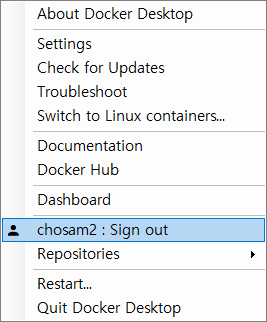 About Docker Desktop
Settings
Check for Updates
Troubleshoot
Switch to Linux containers...
Documentation
Docker Hub
Dashboard
chosam2 : Sign out
Repositories
Restart...
Quit Docker Desktop